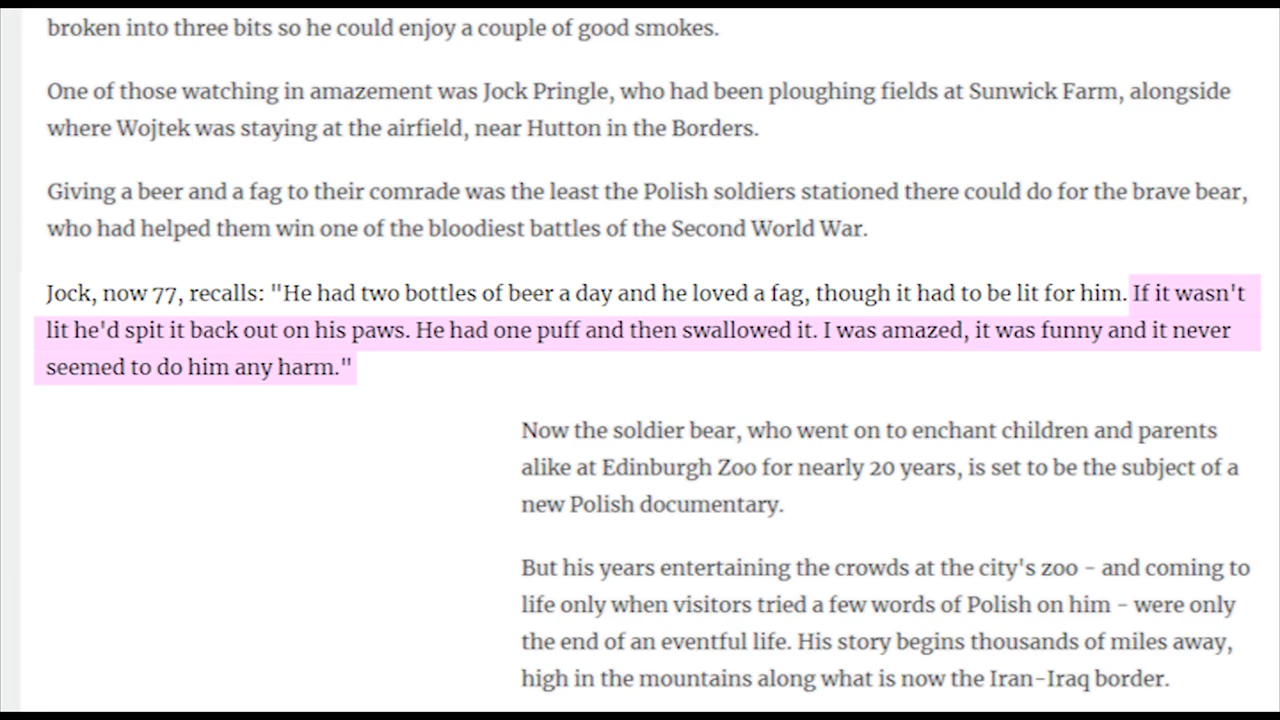 broken into three bits so he could enjoy a couple of good smokes.
One of those watching in amazement was Jock Pringle, who had been ploughing fields at Sunwick Farm, alongside
where Wojtek was staying at the airfield, near Hutton in the Borders.
Giving a beer and a fag to their comrade was the least the Polish soldiers stationed there could do for the brave bear,
who had helped them win one of the bloodiest battles of the Second World War.
Jock, now 77, recalls: "He had two bottles of beer a day and he loved a fag, though it had to be lit for him. If it wasn't
lit he'd spit it back out on his paws. He had one puff and then swallowed it. I was amazed, it was funny and it never
seemed to do him any harm."
Now the soldier bear, who went on to enchant children and parents
alike at Edinburgh Zoo for nearly 20 years, is set to be the subject of a
new Polish documentary.
But his years entertaining the crowds at the city's zoo - and coming to
life only when visitors tried a few words of Polish on him - were only
the end of an eventful life. His story begins thousands of miles away,
high in the mountains along what is now the Iran-Iraq border.